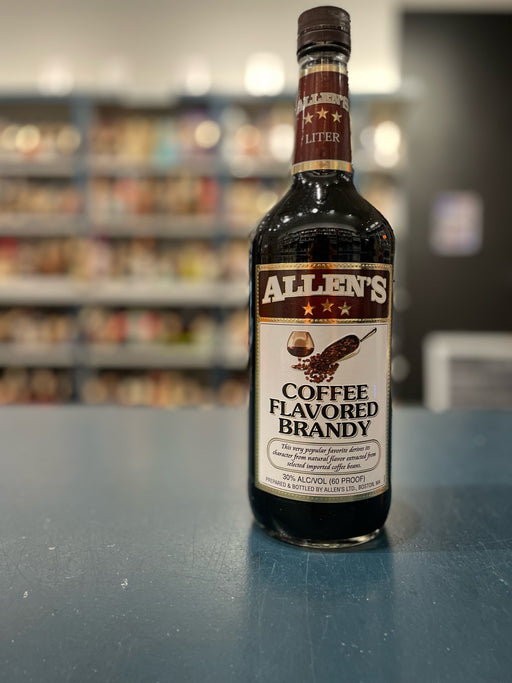 ALLEN'S
LITER
ALLEN'S
COFFEE
FLAVORED
BRANDY
This very popular favorite derives its
character from natural flavor extracted from
selected imported coffee beans.
30% ALC/VOL (60 PROOF)
PREPARED & BOTTLED BY ALLEN'S LTD., BOSTON, MA